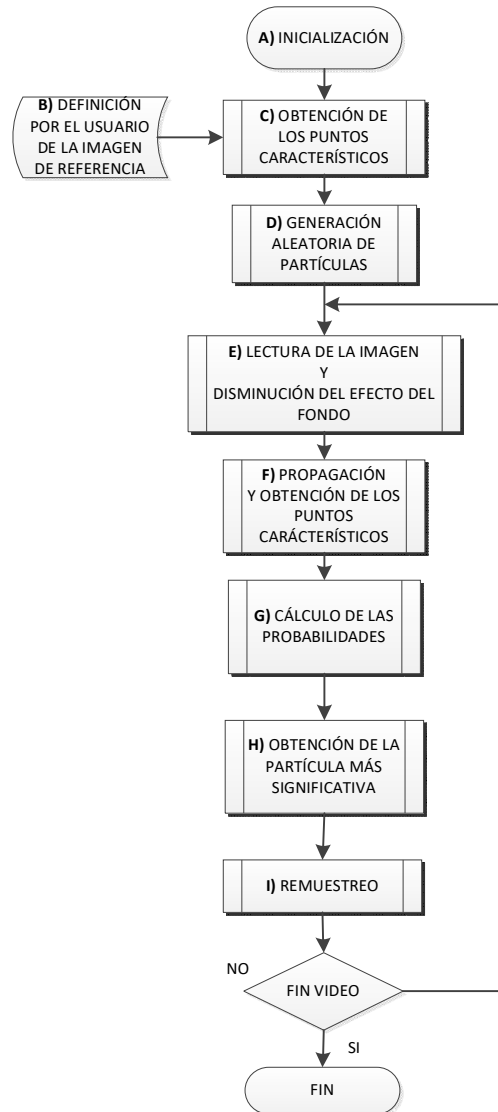 A) INICIALIZACIÓN
B) DEFINICIÓN
POR EL USUARIO
DE LA IMAGEN
DE REFERENCIA
C) OBTENCIÓN DE
LOS PUNTOS
CARACTERÍSTICOS
D) GENERACIÓN
ALEATORIA DE
PARTÍCULAS
E) LECTURA DE LA IMAGEN
Y
DISMINUCIÓN DEL EFECTO DEL
FONDO
F) PROPAGACIÓN
Y OBTENCIÓN DE LOS
PUNTOS
CARÁCTERÍSTICOS
G) CÁLCULO DE LAS
PROBABILIDADES
H) OBTENCIÓN DE LA
PARTÍCULA MÁS
SIGNIFICATIVA
I) REMUESTREO
NO
FIN VIDEO
SI
FIN